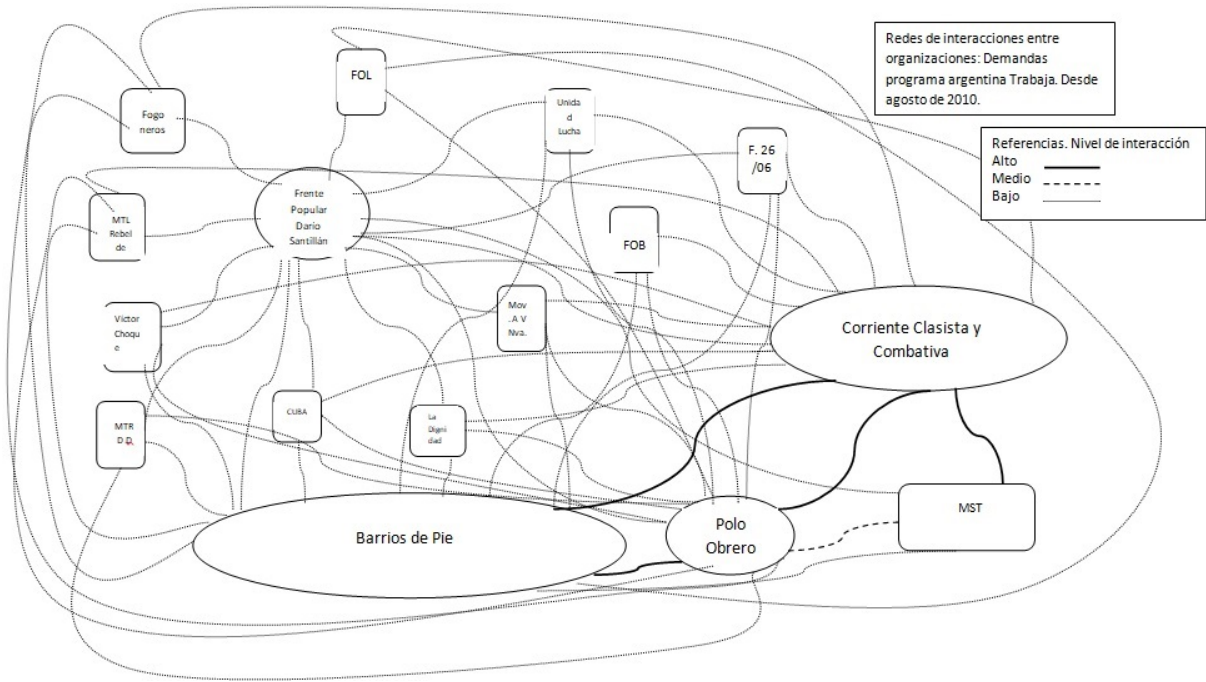 Redes de interacciones entre
organizaciones: Demandas
programa argentina Trabaja. Desde
agosto de 2010.
Referencias. Nivel de interacción
Alto
Medio
Bajo
FOL
Fogo
neros
Unida
d
Lucha
F. 26
/06
Frente
Popular
Darío
Santillán
MTL
Rebel
de
FOB
Víctor
Choqu
e
Mov
.A V
Nva.
Corriente Clasista y
Combativa
MTR
D D
CUBA
La
Digni
dad
MST
Barrios de Pie
Polo
Obrero